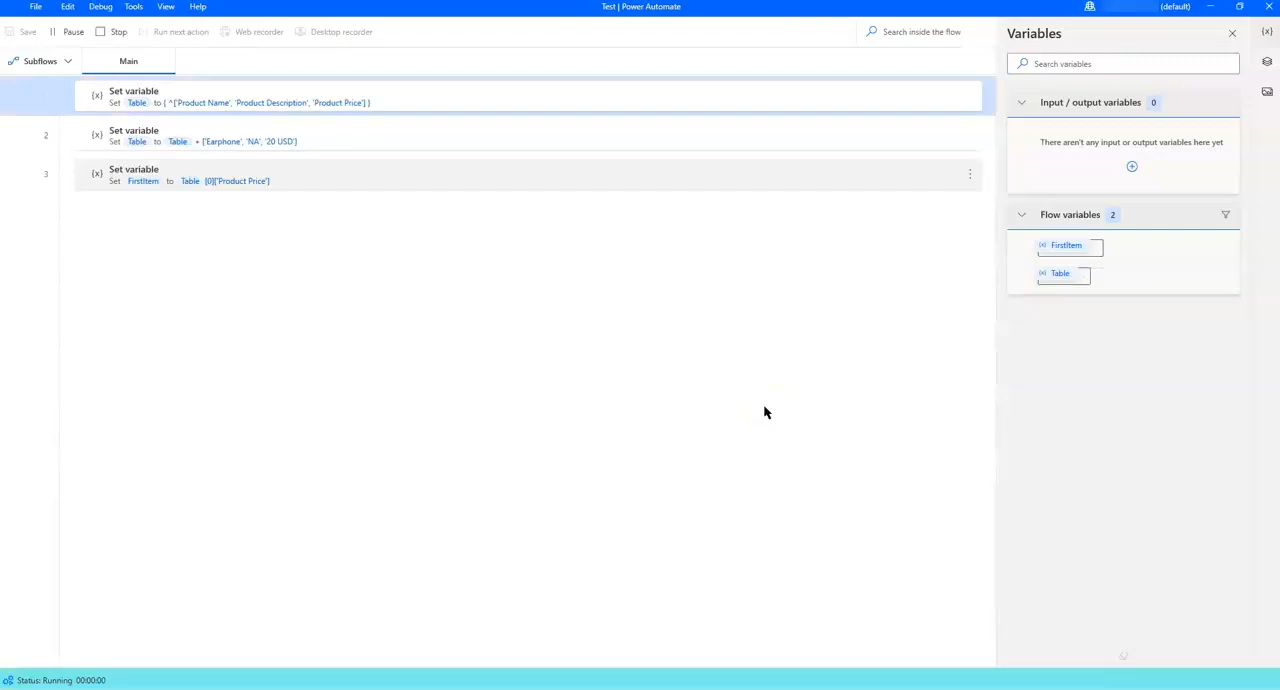 File Edit Debug Tools View Help
Test | Power Automate
(default)
Save Pause Stop Run next action Web recorder Desktop recorder
Search inside the flow
Subflows Main
{x} Set variable
Set Table to { ^['Product Name', 'Product Description', 'Product Price'] }
2 {x} Set variable
Set Table to Table + ['Earphone', 'NA', '20 USD']
3 {x} Set variable
Set FirstItem to Table [0]['Product Price']
Variables
{x}
Search variables
Input / output variables 0
There aren't any input or output variables here yet
Flow variables 2
(x) FirstItem
(x) Table
Status: Running 00:00:00